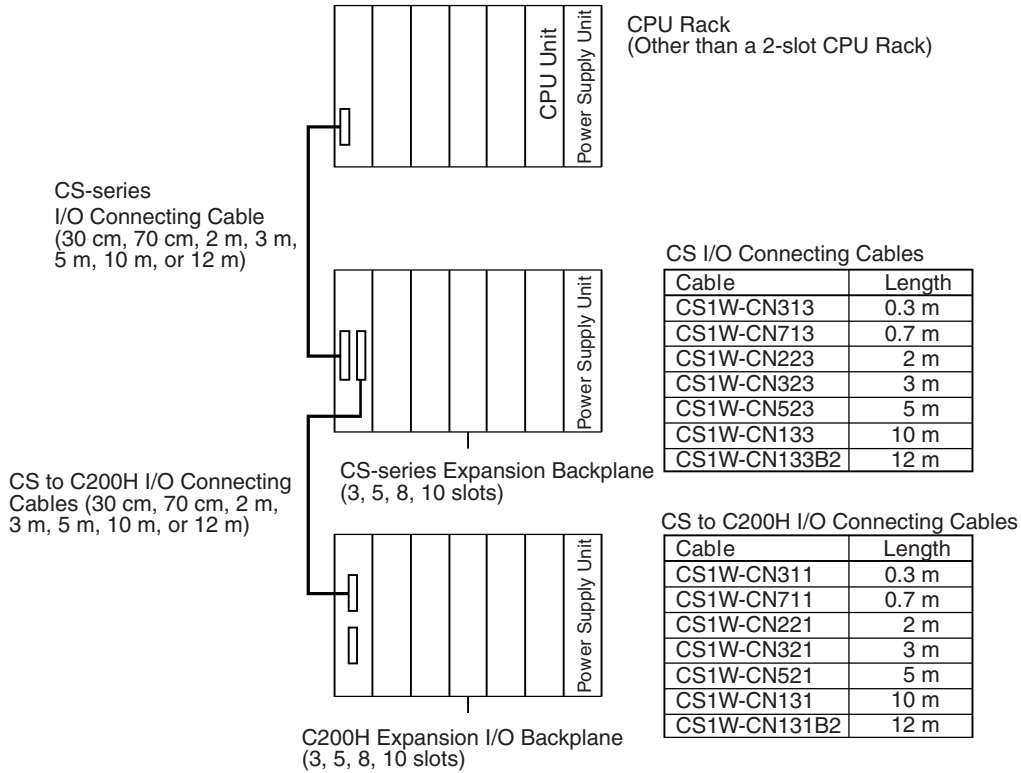 CPU Rack
(Other than a 2-slot CPU Rack)
CPU Unit
Power Supply Unit
CS-series
I/O Connecting Cable
(30 cm, 70 cm, 2 m, 3 m,
5 m, 10 m, or 12 m)
Power Supply Unit
CS I/O Connecting Cables
Cable Length
CS1W-CN313 0.3 m
CS1W-CN713 0.7 m
CS1W-CN223 2 m
CS1W-CN323 3 m
CS1W-CN523 5 m
CS1W-CN133 10 m
CS1W-CN133B2 12 m
CS-series Expansion Backplane
(3, 5, 8, 10 slots)
CS to C200H I/O Connecting
Cables (30 cm, 70 cm, 2 m,
3 m, 5 m, 10 m, or 12 m)
Power Supply Unit
CS to C200H I/O Connecting Cables
Cable Length
CS1W-CN311 0.3 m
CS1W-CN711 0.7 m
CS1W-CN221 2 m
CS1W-CN321 3 m
CS1W-CN521 5 m
CS1W-CN131 10 m
CS1W-CN131B2 12 m
C200H Expansion I/O Backplane
(3, 5, 8, 10 slots)